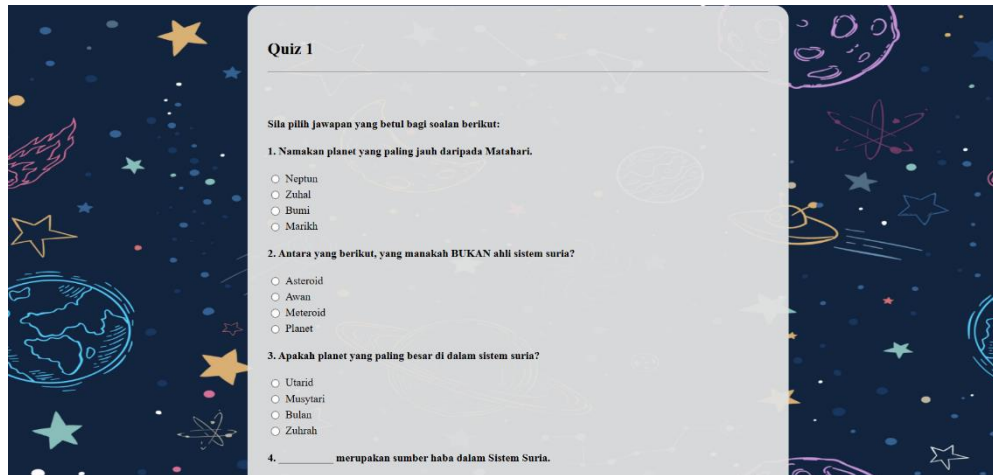 Quiz 1
Sila pilih jawapan yang betul bagi soalan berikut:
1. Namakan planet yang paling jauh daripada Matahari.
Neptun
Zuhal
Bumi
Marikh
2. Antara yang berikut, yang manakah BUKAN ahli sistem suria?
Asteroid
Awan
Meteroid
Planet
3. Apakah planet yang paling besar di dalam sistem suria?
Utarid
Musytari
Bulan
Zuhrah
4. ___________ merupakan sumber haba dalam Sistem Suria.